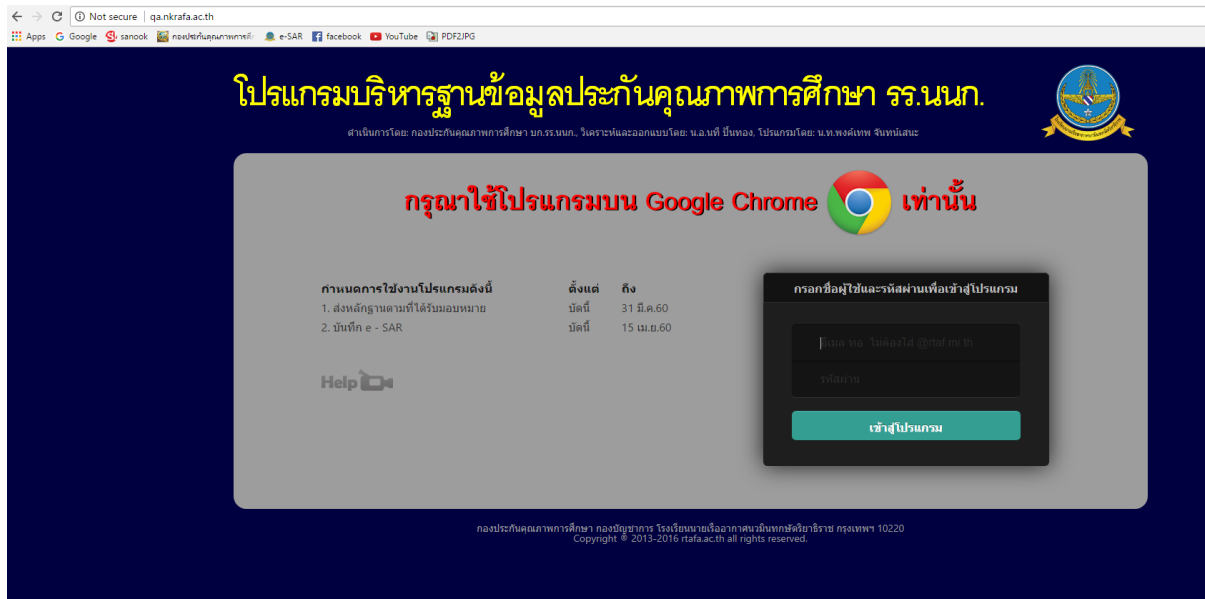 Not secure | qa.nkrafa.ac.th
Apps Google sanook e-SAR facebook YouTube PDF2JPG
โปรแกรมบริหารฐานข้อมูลประกันคุณภาพการศึกษา รร.นนก.
ดำเนินการโดย: กองประกันคุณภาพการศึกษา บก.รร.นนก., วิเคราะห์และออกแบบโดย: น.อ.นที ปั้นทอง, โปรแกรมโดย: น.ท.พงศ์เทพ จันทน์เสนะ
กรุณาใช้โปรแกรมบน Google Chrome เท่านั้น
กำหนดการใช้งานโปรแกรมดังนี้ ตั้งแต่ ถึง
1. ส่งหลักฐานตามที่ได้รับมอบหมาย บัดนี้ 31 มี.ค.60
2. บันทึก e - SAR บัดนี้ 15 เม.ย.60
Help
กรอกชื่อผู้ใช้และรหัสผ่านเพื่อเข้าสู่โปรแกรม
อีเมล ทอ. ไม่ต้องใส่ @rtaf.mi.th
รหัสผ่าน
เข้าสู่โปรแกรม
กองประกันคุณภาพการศึกษา กองบัญชาการ โรงเรียนนายเรืออากาศนวมินทกษัตริยาธิราช กรุงเทพฯ 10220
Copyright © 2013-2016 rtafa.ac.th all rights reserved.